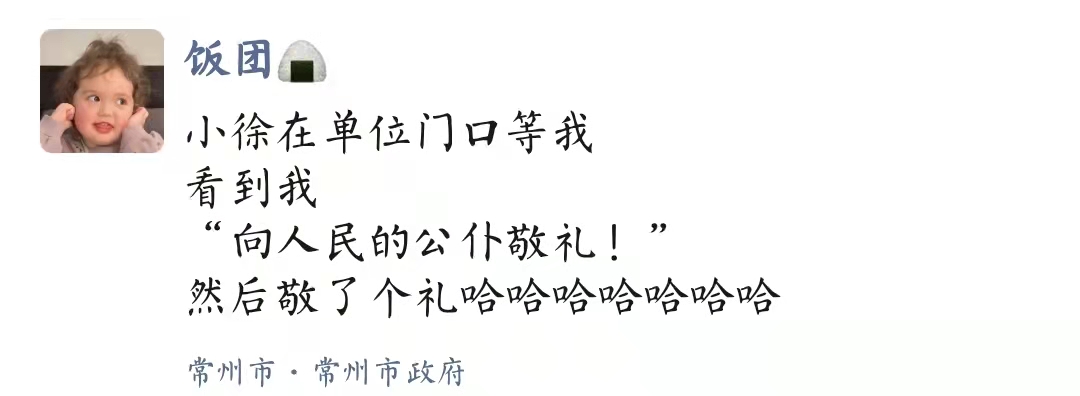 饭团🍙
小徐在单位门口等我
看到我
“向人民的公仆敬礼！”
然后敬了个礼哈哈哈哈哈哈哈
常州市·常州市政府